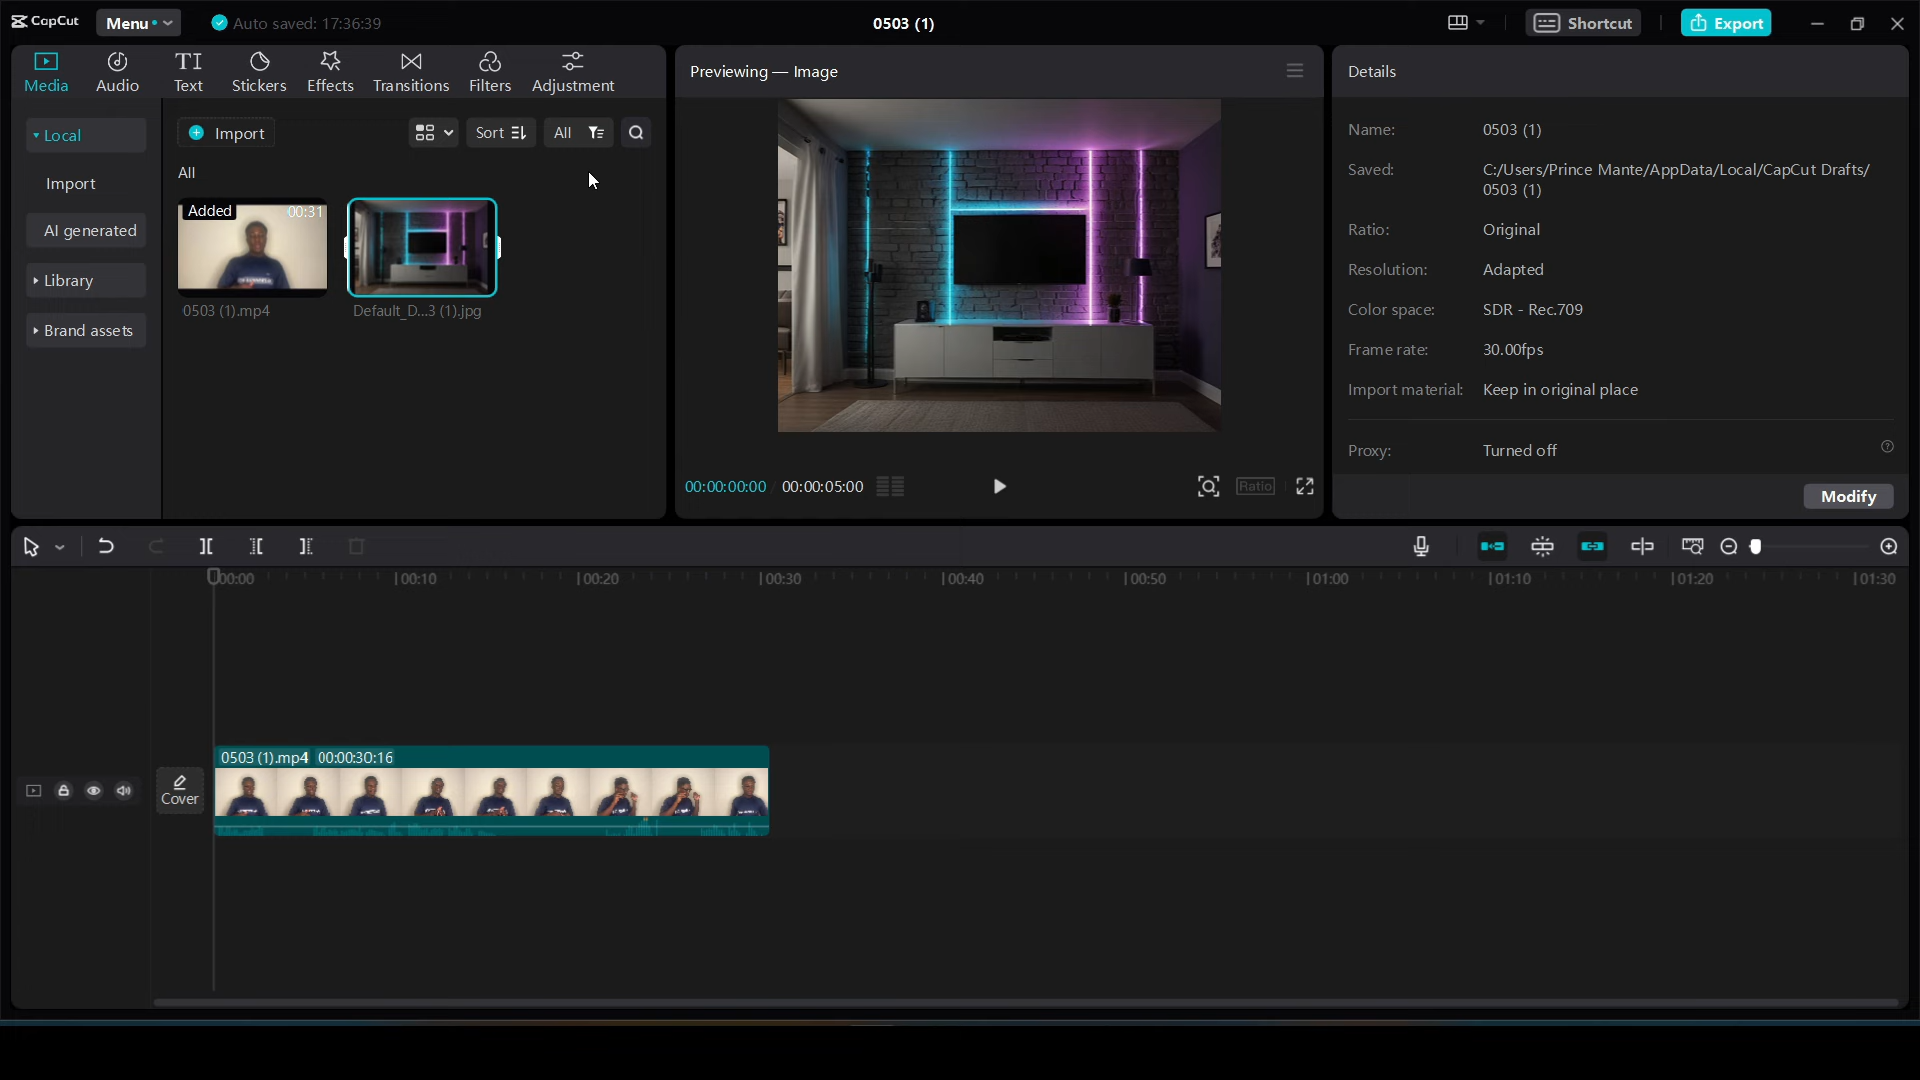 CapCut Menu Auto saved: 17:36:39 0503 (1) Shortcut Export
Media Audio TI Text Stickers Effects Transitions Filters Adjustment
Local
Import
AI generated
Library
Brand assets
Import Sort All
All
Added 00:31
0503 (1).mp4 Default_D...3 (1).jpg
Previewing — Image
00:00:00:00 00:00:05:00 Ratio
Details
Name: 0503 (1)
Saved: C:/Users/Prince Mante/AppData/Local/CapCut Drafts/
0503 (1)
Ratio: Original
Resolution: Adapted
Color space: SDR - Rec.709
Frame rate: 30.00fps
Import material: Keep in original place
Proxy: Turned off
Modify
00:00 00:10 00:20 00:30 00:40 00:50 01:00 01:10 01:20 01:30
0503 (1).mp4 00:00:30:16
Cover